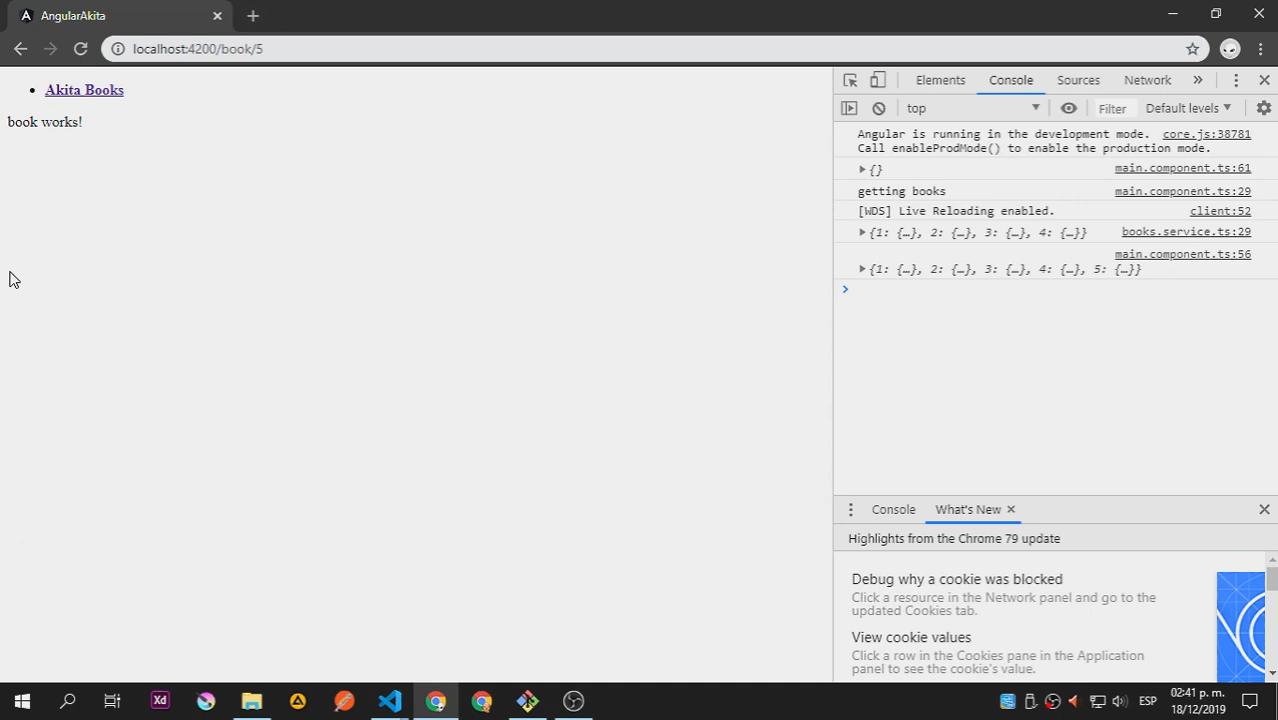 AngularAkita
localhost:4200/book/5
Akita Books
book works!
Elements Console Sources Network
top Filter Default levels
Angular is running in the development mode. core.js:38781
Call enableProdMode() to enable the production mode.
{} main.component.ts:61
getting books main.component.ts:29
[WDS] Live Reloading enabled. client:52
{1: {…}, 2: {…}, 3: {…}, 4: {…}} books.service.ts:29
main.component.ts:56
{1: {…}, 2: {…}, 3: {…}, 4: {…}, 5: {…}}
Console What's New
Highlights from the Chrome 79 update
Debug why a cookie was blocked
Click a resource in the Network panel and go to the
updated Cookies tab.
View cookie values
Click a row in the Cookies pane in the Application
panel to see the cookie's value.
Xd
ESP
02:41 p. m.
18/12/2019